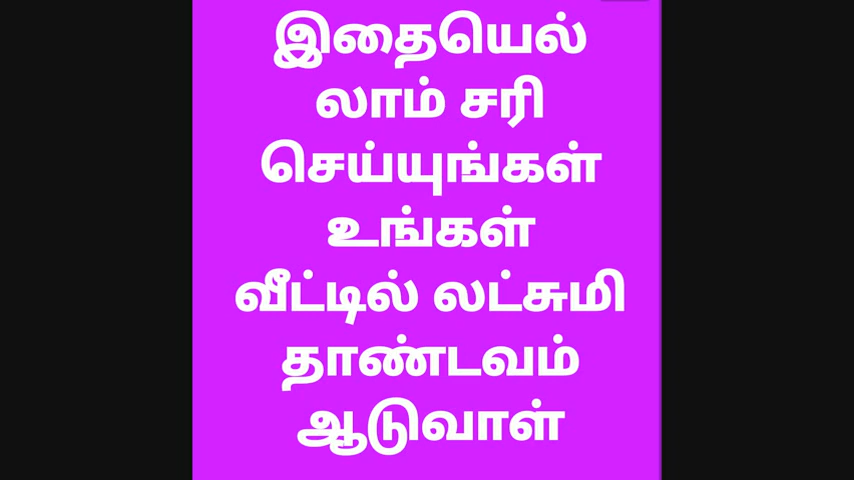 இதையெல்
லாம் சரி
செய்யுங்கள்
உங்கள்
வீட்டில் லட்சுமி
தாண்டவம்
ஆடுவாள்